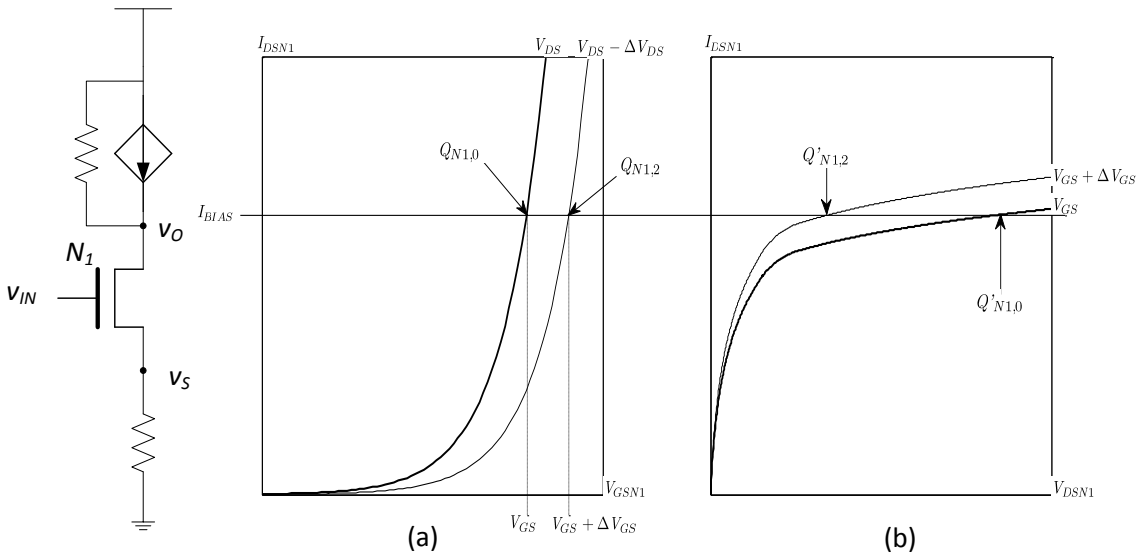 v_O
N_1
v_IN
v_S
I_DSN1
V_DS
V_DS − ΔV_DS
Q_N1,0
Q_N1,2
I_BIAS
V_GSN1
V_GS
V_GS + ΔV_GS
(a)
I_DSN1
Q'_N1,2
V_GS + ΔV_GS
V_GS
Q'_N1,0
V_DSN1
(b)